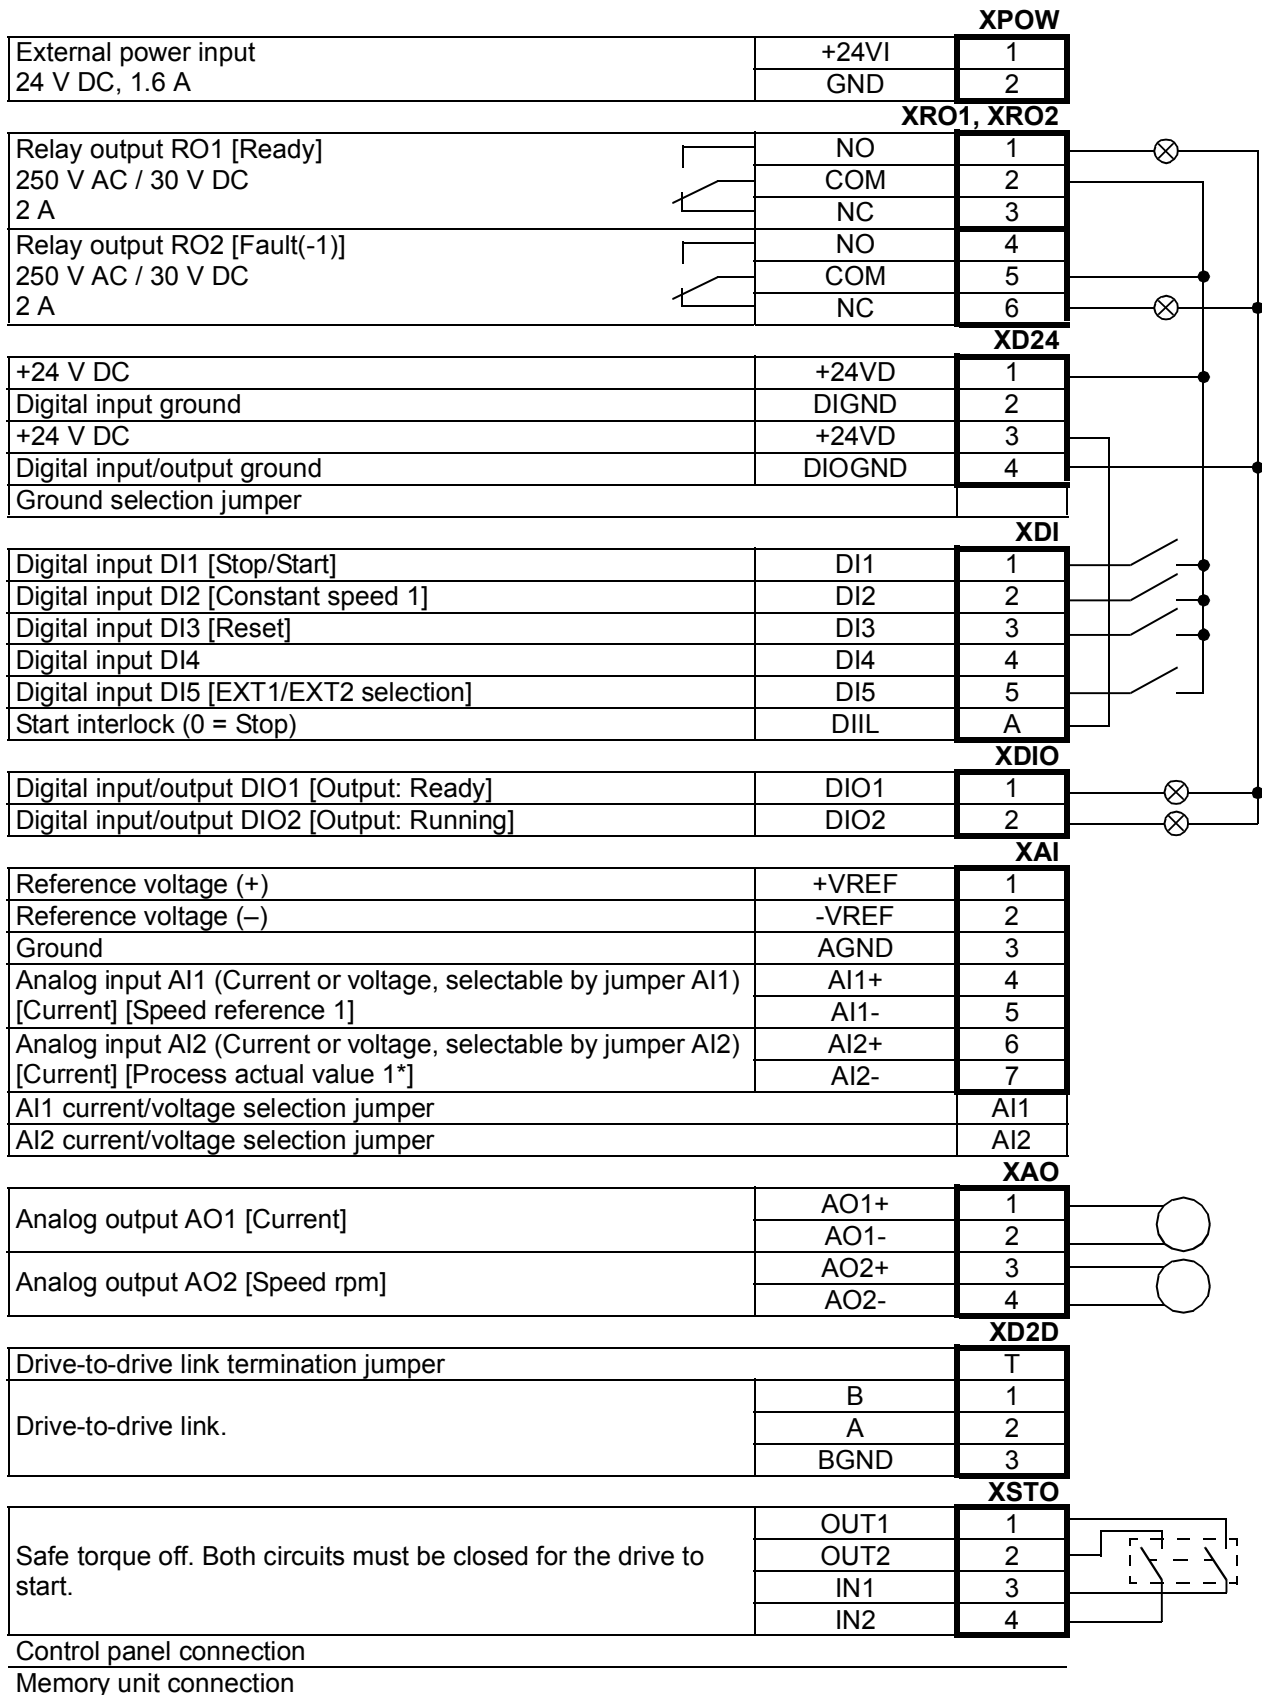 XPOW
External power input +24VI 1
24 V DC, 1.6 A GND 2
XRO1, XRO2
Relay output RO1 [Ready] NO 1
250 V AC / 30 V DC COM 2
2 A NC 3
Relay output RO2 [Fault(-1)] NO 4
250 V AC / 30 V DC COM 5
2 A NC 6
XD24
+24 V DC +24VD 1
Digital input ground DIGND 2
+24 V DC +24VD 3
Digital input/output ground DIOGND 4
Ground selection jumper
XDI
Digital input DI1 [Stop/Start] DI1 1
Digital input DI2 [Constant speed 1] DI2 2
Digital input DI3 [Reset] DI3 3
Digital input DI4 DI4 4
Digital input DI5 [EXT1/EXT2 selection] DI5 5
Start interlock (0 = Stop) DIIL A
XDIO
Digital input/output DIO1 [Output: Ready] DIO1 1
Digital input/output DIO2 [Output: Running] DIO2 2
XAI
Reference voltage (+) +VREF 1
Reference voltage (–) -VREF 2
Ground AGND 3
Analog input AI1 (Current or voltage, selectable by jumper AI1) AI1+ 4
[Current] [Speed reference 1] AI1- 5
Analog input AI2 (Current or voltage, selectable by jumper AI2) AI2+ 6
[Current] [Process actual value 1*] AI2- 7
AI1 current/voltage selection jumper AI1
AI2 current/voltage selection jumper AI2
XAO
Analog output AO1 [Current] AO1+ 1
AO1- 2
Analog output AO2 [Speed rpm] AO2+ 3
AO2- 4
XD2D
Drive-to-drive link termination jumper T
Drive-to-drive link. B 1
A 2
BGND 3
XSTO
OUT1 1
Safe torque off. Both circuits must be closed for the drive to OUT2 2
start. IN1 3
IN2 4
Control panel connection
Memory unit connection